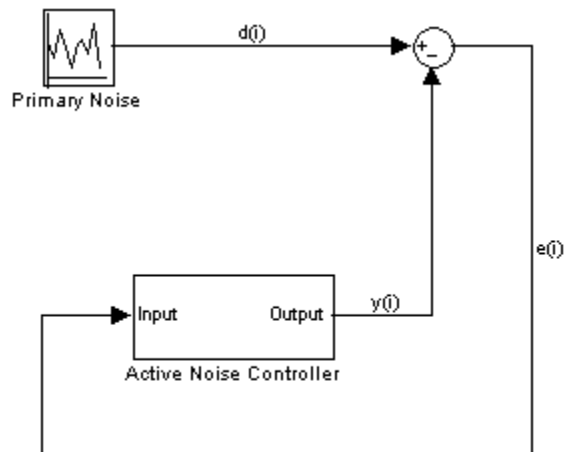 d(i)
+
−
Primary Noise
e(i)
Input
Output
y(i)
Active Noise Controller